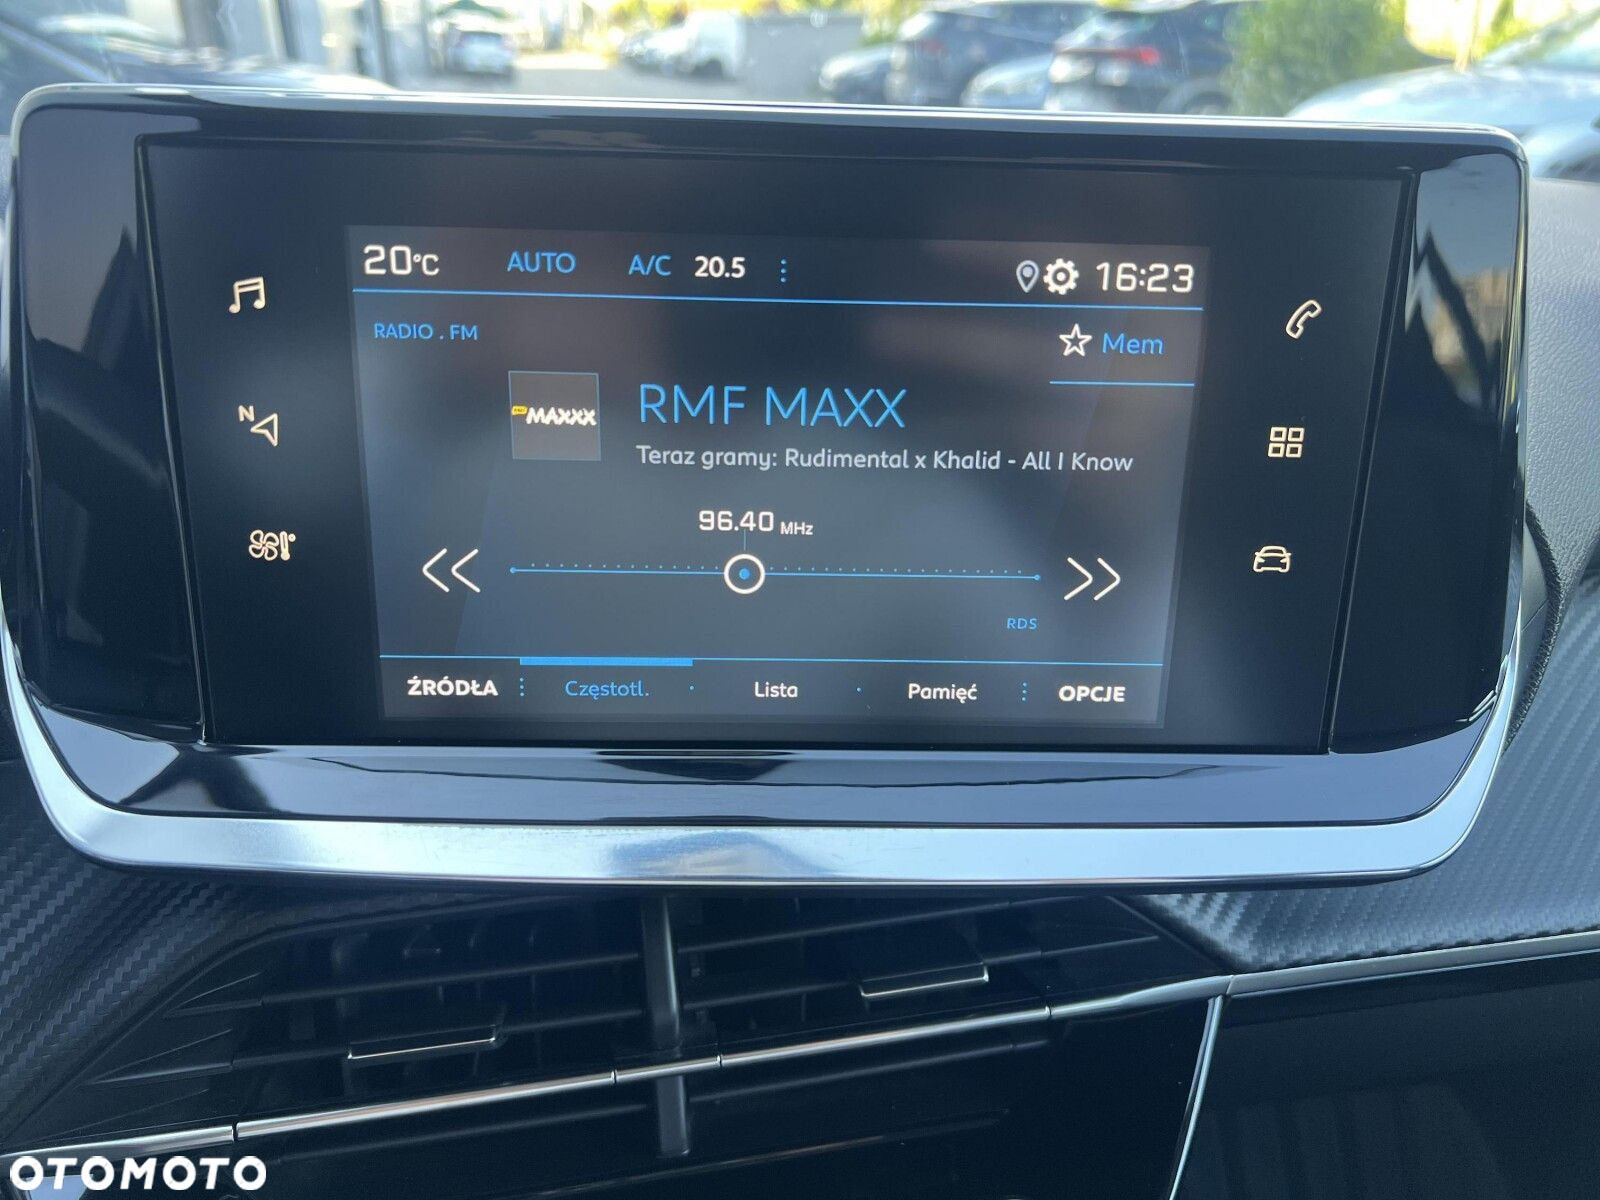 20°C AUTO A/C 20.5 16:23
RADIO . FM
Mem
MAXXX
RMF MAXX
Teraz gramy: Rudimental x Khalid - All I Know
N
96.40 MHz
RDS
ŹRÓDŁA Częstotl. Lista Pamięć OPCJE
OTOMOTO